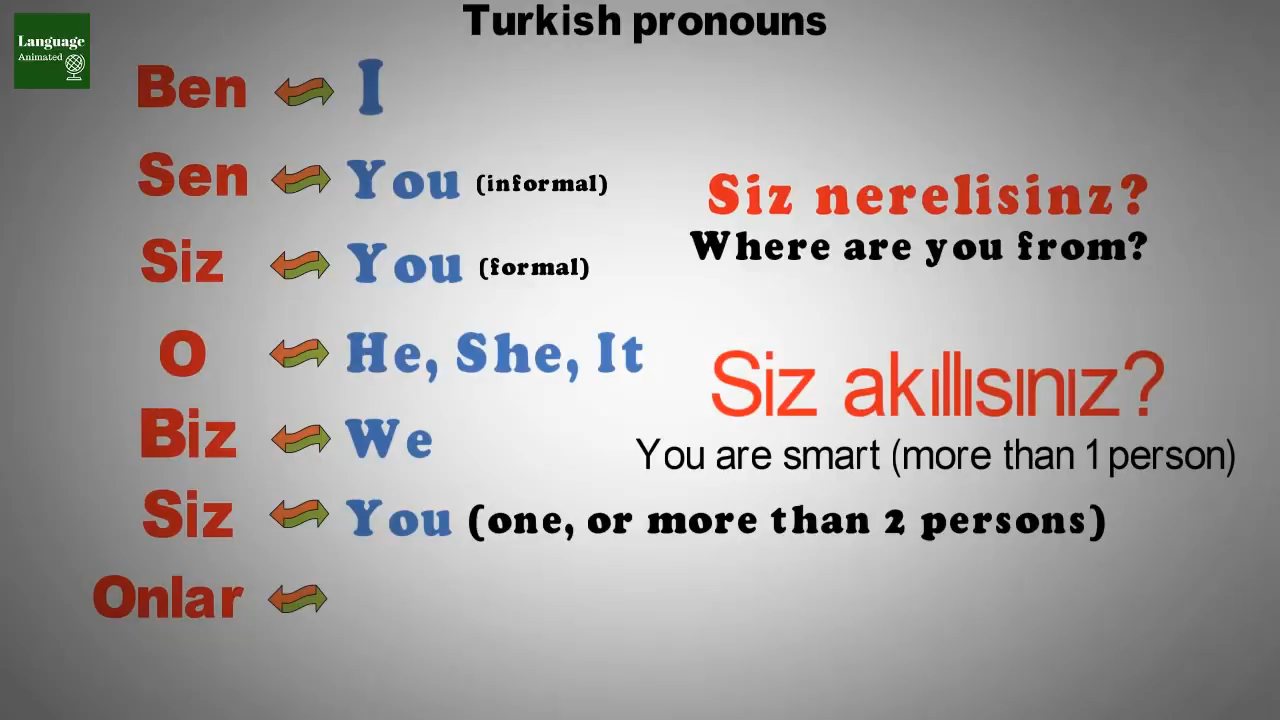 Turkish pronouns
Language
Animated
Ben I
Sen You (informal)
Siz nerelisinz?
Where are you from?
Siz You (formal)
O He, She, It
Siz akıllısınız?
Biz We
You are smart (more than 1 person)
Siz You (one, or more than 2 persons)
Onlar